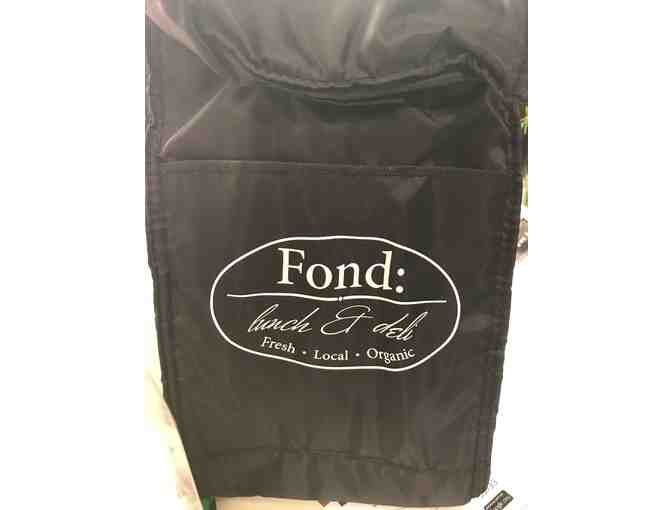 Fond:
lunch & deli
Fresh • Local • Organic